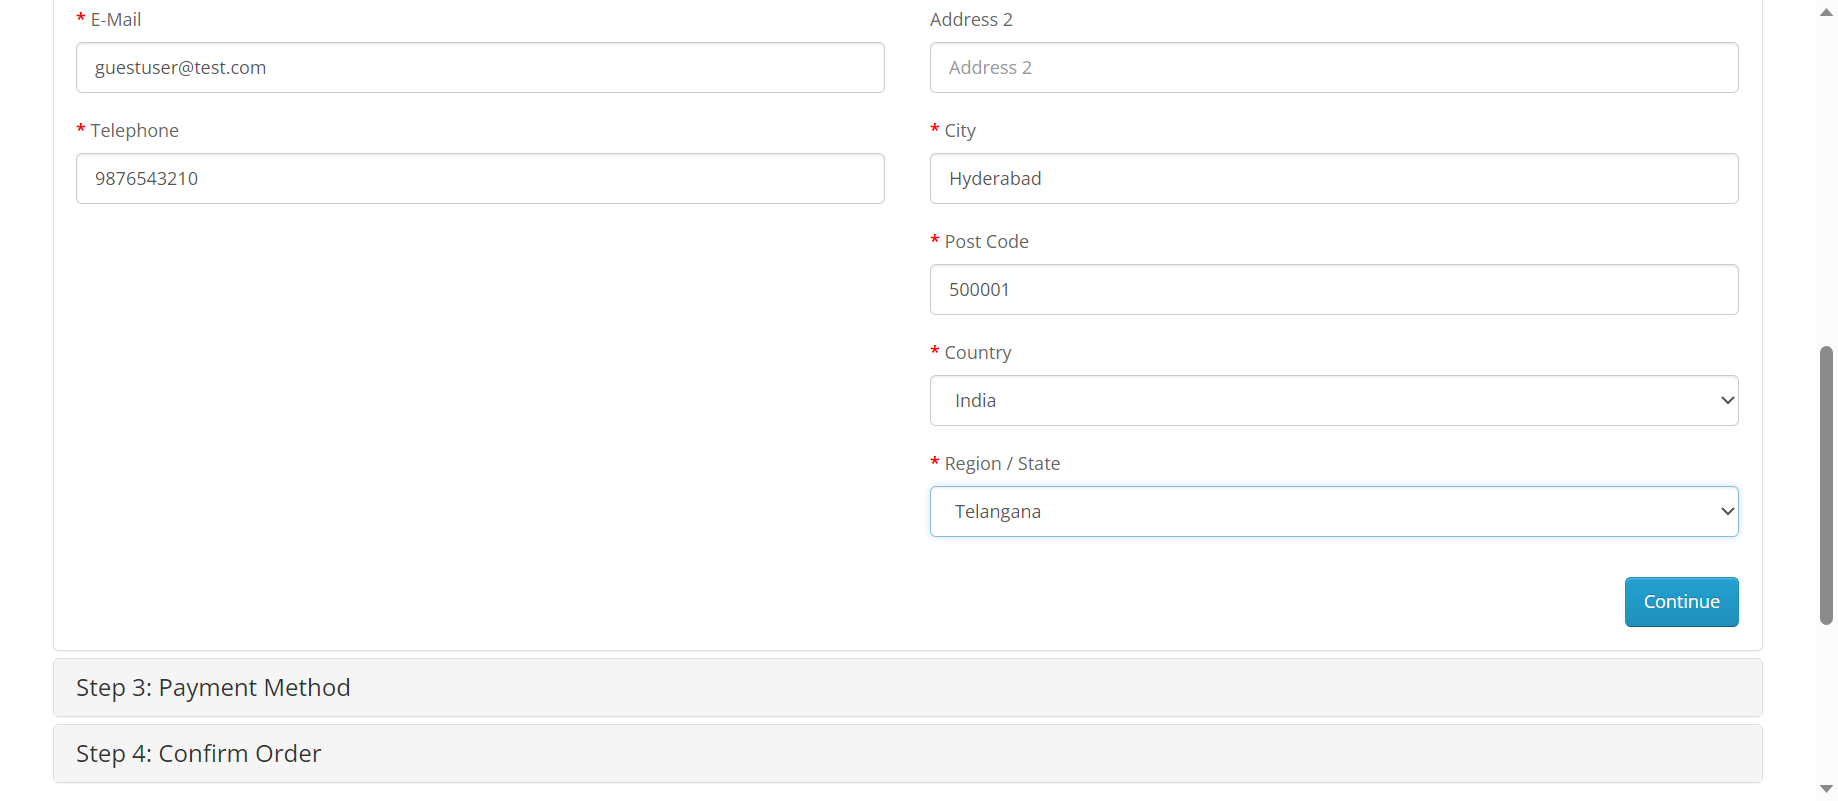 * E-Mail
guestuser@test.com
* Telephone
9876543210
Address 2
Address 2
* City
Hyderabad
* Post Code
500001
* Country
India
* Region / State
Telangana
Continue
Step 3: Payment Method
Step 4: Confirm Order